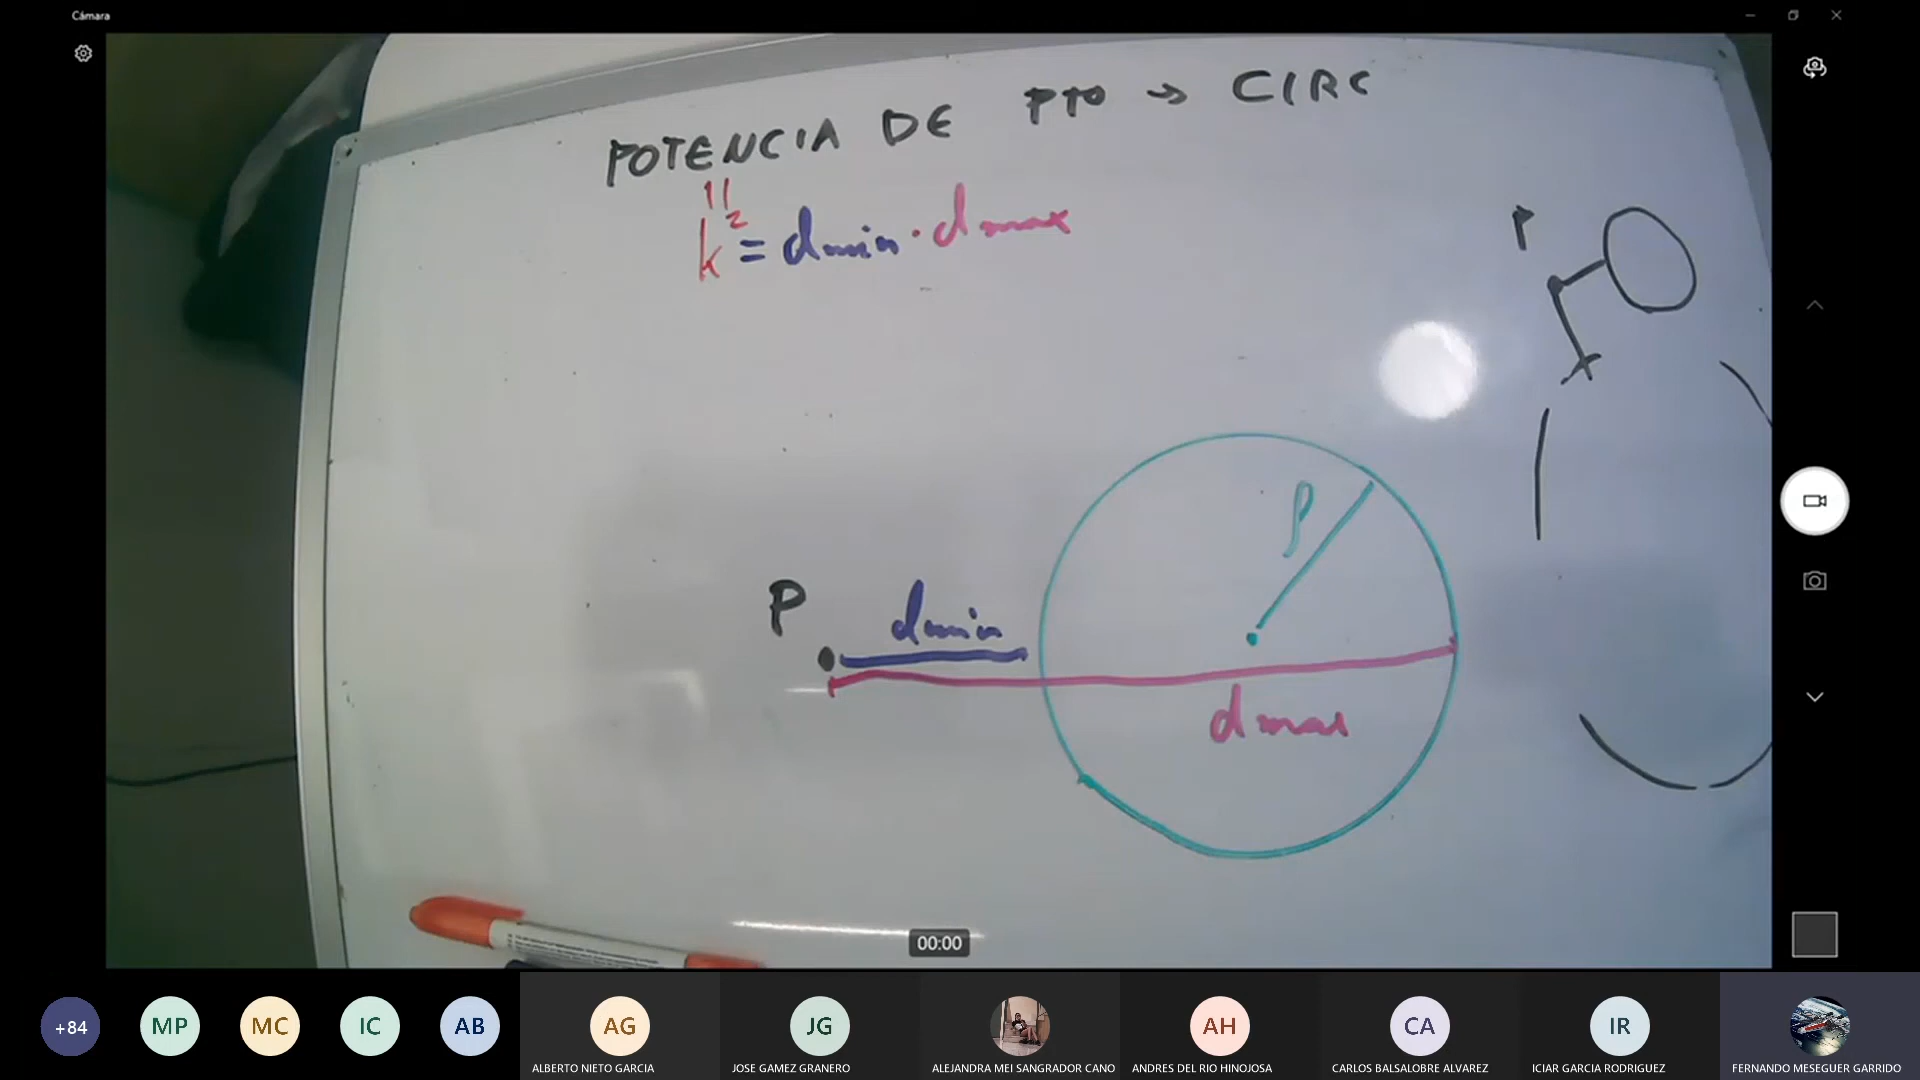 Cámara
POTENCIA DE PTO → CIRC
k² = dmin · dmax
P
ρ
P
dmin
dmax
00:00
+84
MP
MC
IC
AB
AG
JG
AH
CA
IR
ALBERTO NIETO GARCIA
JOSE GAMEZ GRANERO
ALEJANDRA MEI SANGRADOR CANO
ANDRES DEL RIO HINOJOSA
CARLOS BALSALOBRE ALVAREZ
ICIAR GARCIA RODRIGUEZ
FERNANDO MESEGUER GARRIDO